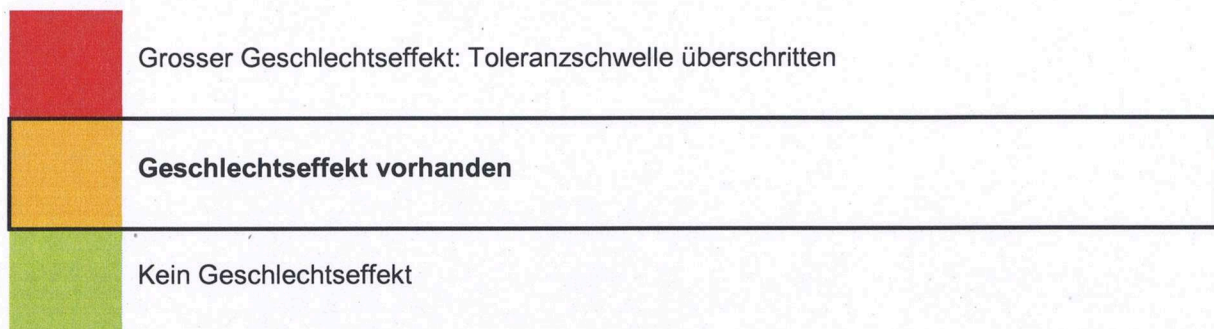 Grosser Geschlechtseffekt: Toleranzschwelle überschritten
Geschlechtseffekt vorhanden
Kein Geschlechtseffekt